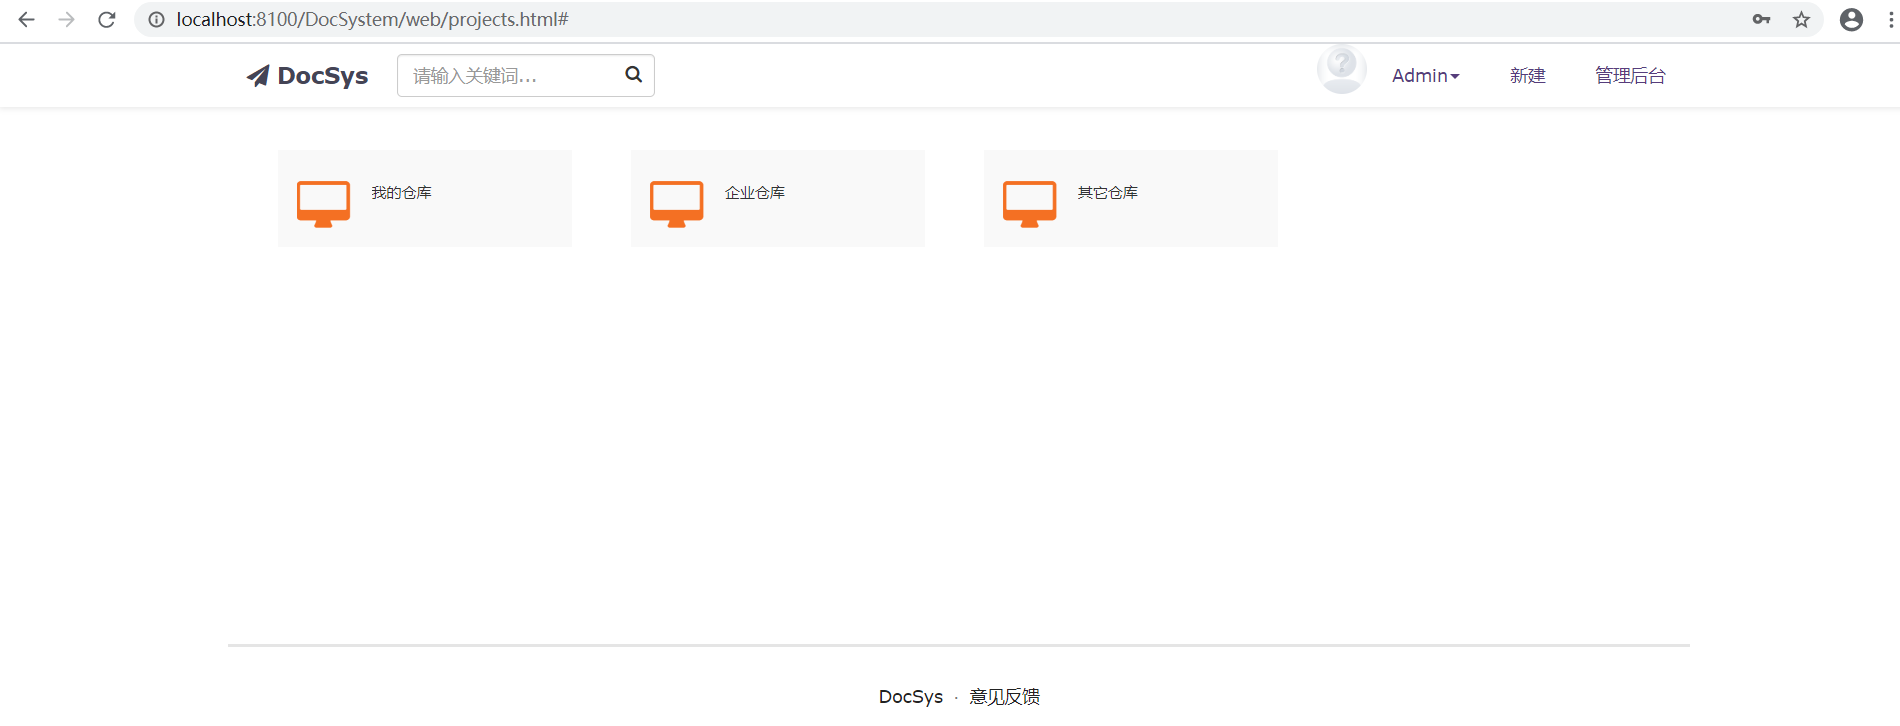 localhost:8100/DocSystem/web/projects.html#
DocSys 请输入关键词... Admin 新建 管理后台
我的仓库 企业仓库 其它仓库
DocSys · 意见反馈